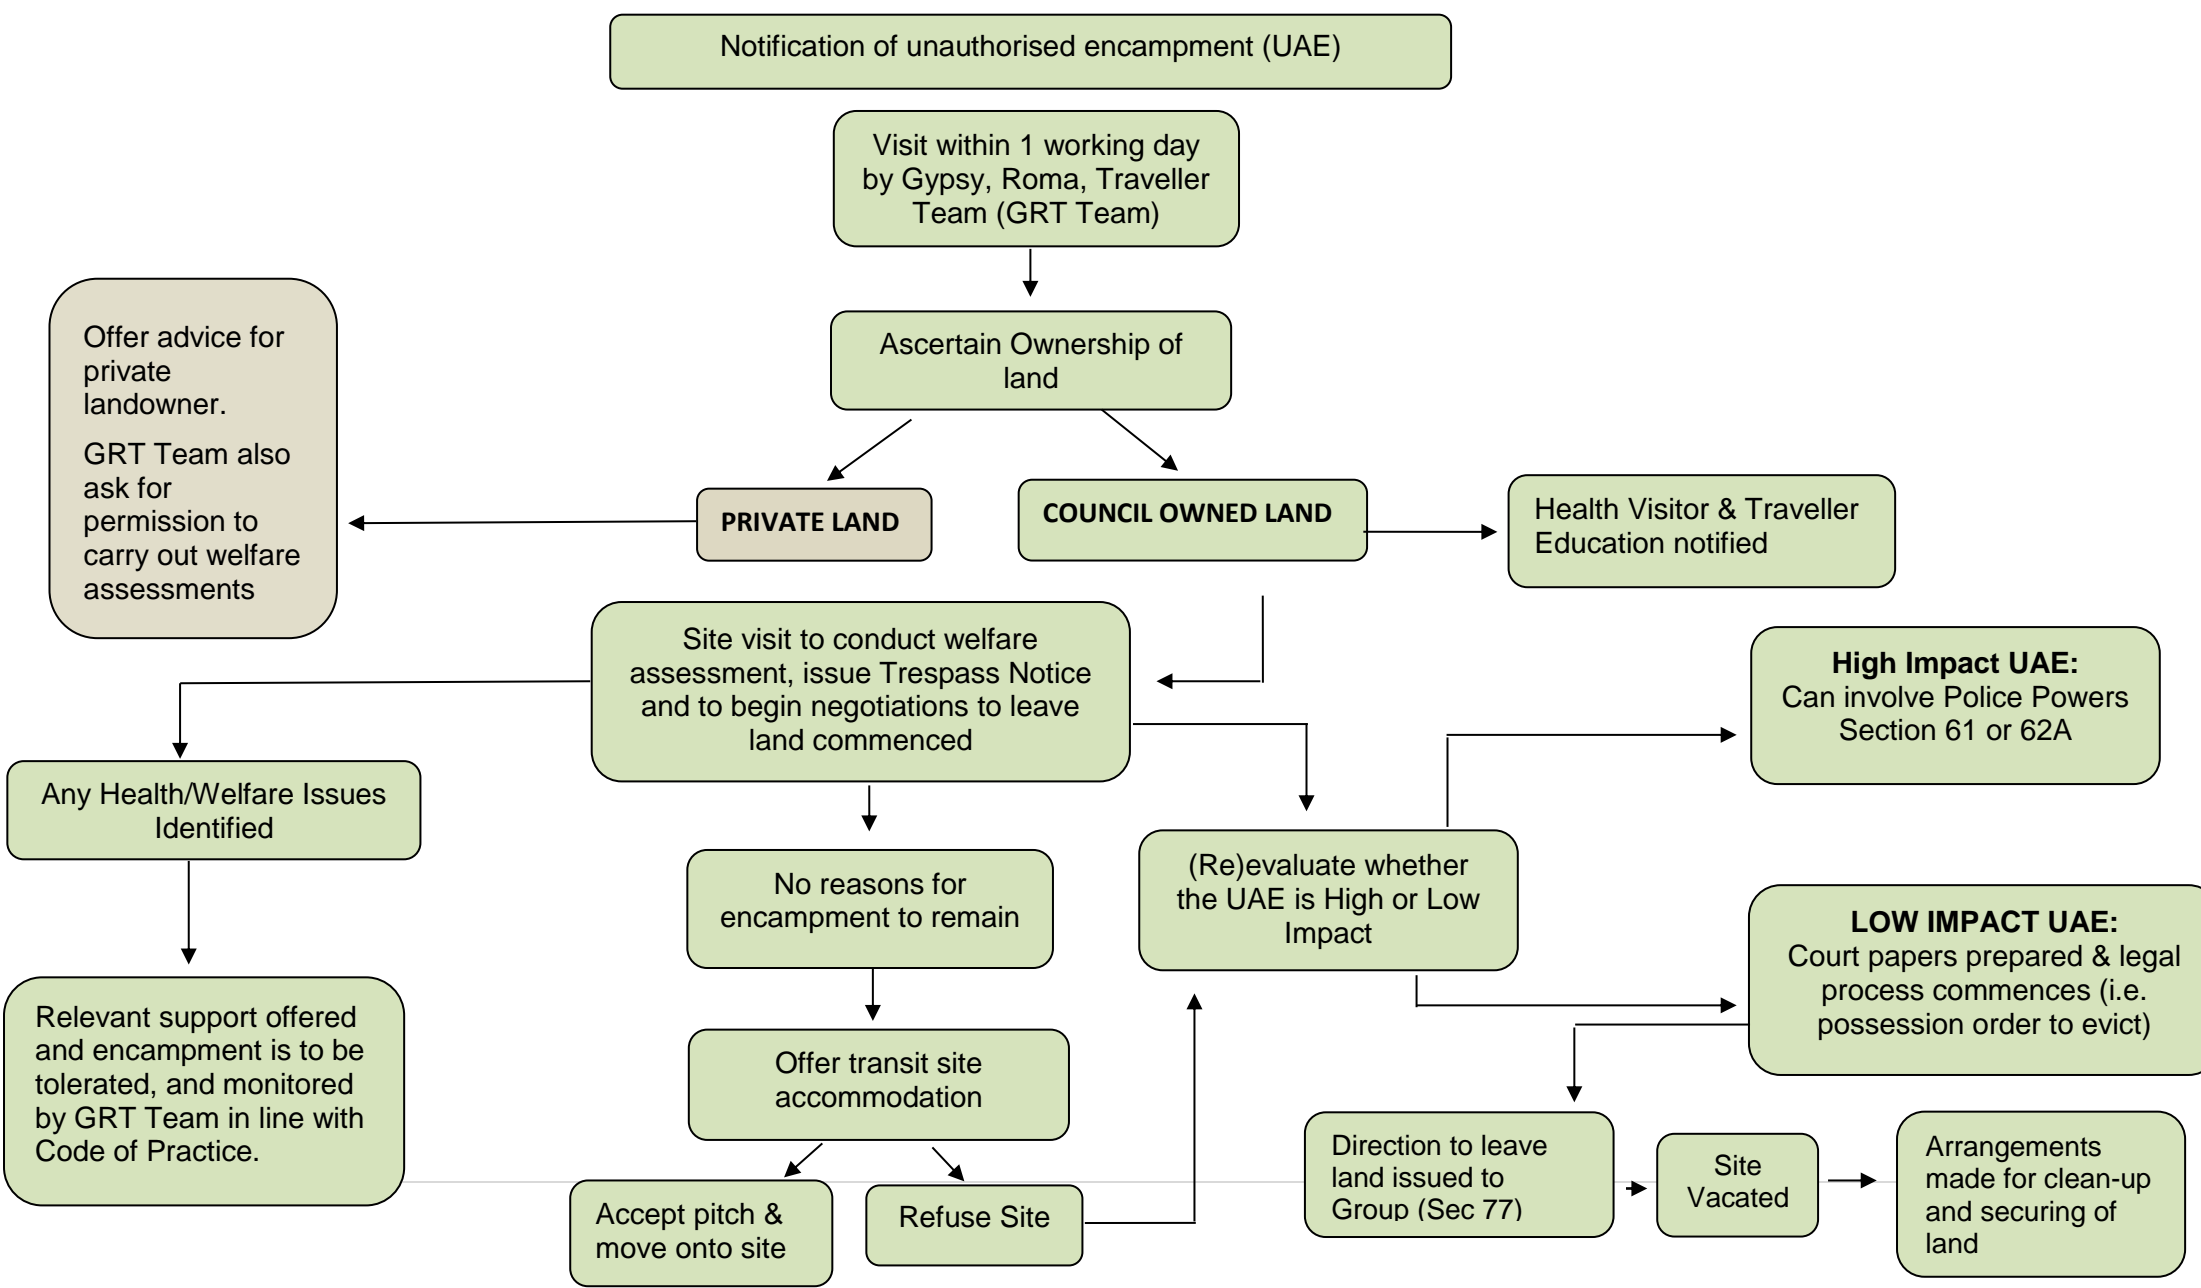 Notification of unauthorised encampment (UAE)
Visit within 1 working day
by Gypsy, Roma, Traveller
Team (GRT Team)
Ascertain Ownership of
land
Offer advice for
private
landowner.
GRT Team also
ask for
permission to
carry out welfare
assessments
PRIVATE LAND
COUNCIL OWNED LAND
Health Visitor & Traveller
Education notified
Site visit to conduct welfare
assessment, issue Trespass Notice
and to begin negotiations to leave
land commenced
High Impact UAE:
Can involve Police Powers
Section 61 or 62A
Any Health/Welfare Issues
Identified
No reasons for
encampment to remain
(Re)evaluate whether
the UAE is High or Low
Impact
LOW IMPACT UAE:
Court papers prepared & legal
process commences (i.e.
possession order to evict)
Relevant support offered
and encampment is to be
tolerated, and monitored
by GRT Team in line with
Code of Practice.
Offer transit site
accommodation
Accept pitch &
move onto site
Refuse Site
Direction to leave
land issued to
Group (Sec 77)
Site
Vacated
Arrangements
made for clean-up
and securing of
land